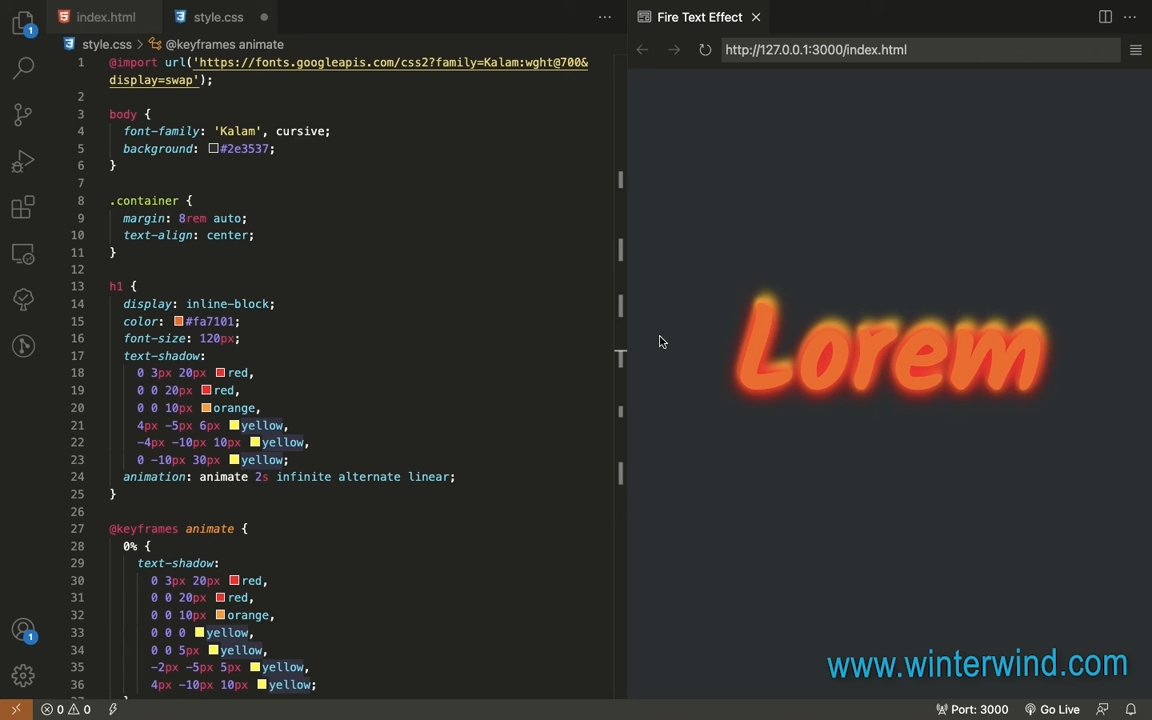 index.html
style.css
Fire Text Effect
style.css > @keyframes animate
http://127.0.0.1:3000/index.html
1 @import url('https://fonts.googleapis.com/css2?family=Kalam:wght@700&
display=swap');
2
3 body {
4 font-family: 'Kalam', cursive;
5 background: #2e3537;
6 }
7
8 .container {
9 margin: 8rem auto;
10 text-align: center;
11 }
12
13 h1 {
14 display: inline-block;
15 color: #fa7101;
16 font-size: 120px;
17 text-shadow:
18 0 3px 20px red,
19 0 0 20px red,
20 0 0 10px orange,
21 4px -5px 6px yellow,
22 -4px -10px 10px yellow,
23 0 -10px 30px yellow;
24 animation: animate 2s infinite alternate linear;
25 }
26
27 @keyframes animate {
28 0% {
29 text-shadow:
30 0 3px 20px red,
31 0 0 20px red,
32 0 0 10px orange,
33 0 0 0 yellow,
34 0 0 5px yellow,
35 -2px -5px 5px yellow,
36 4px -10px 10px yellow;
Lorem
www.winterwind.com
1
1
0 0
Port: 3000
Go Live